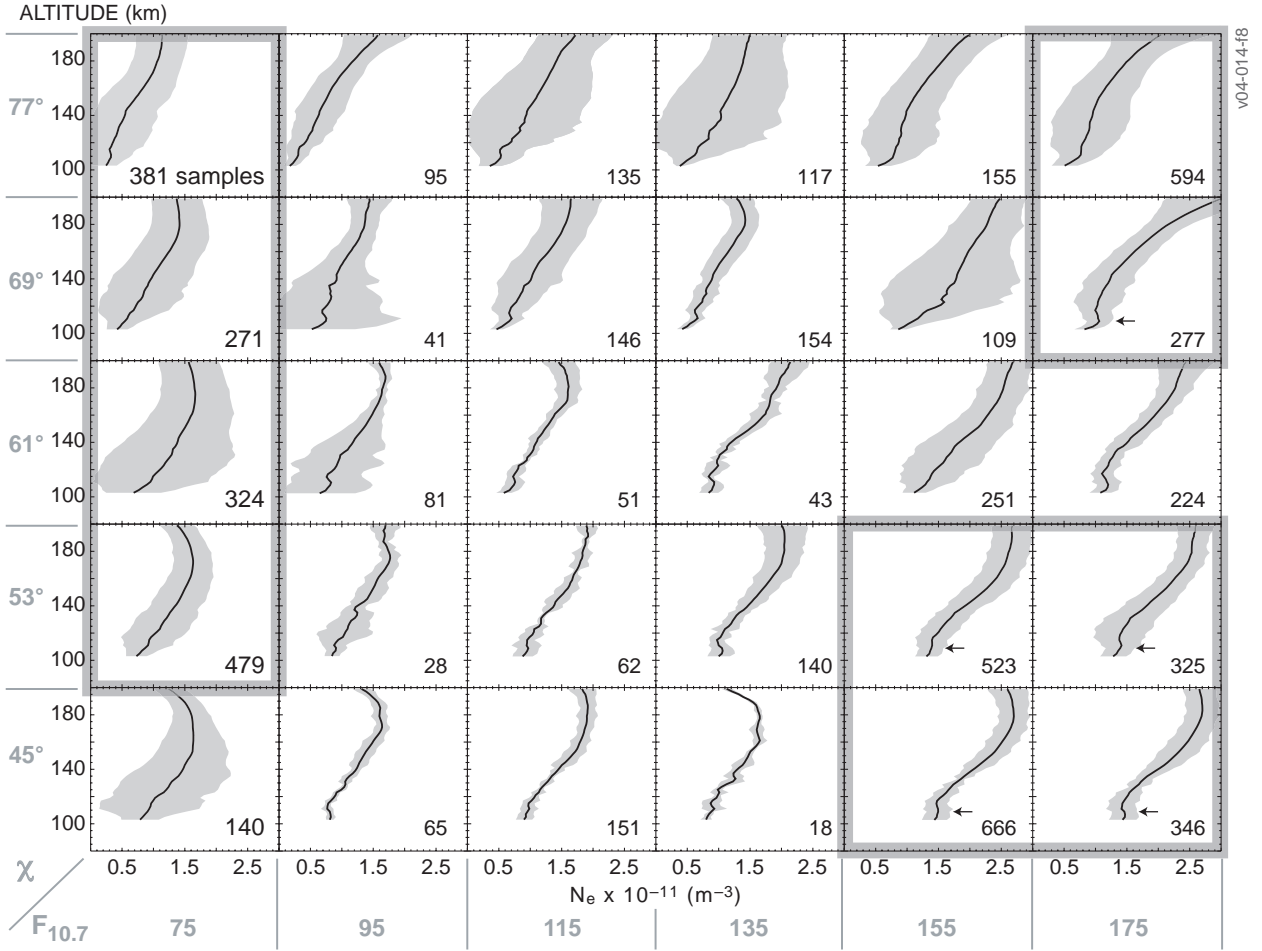 ALTITUDE (km)
v04-014-f8
77° 180 140 100 381 samples 95 135 117 155 594
69° 180 140 100 271 41 146 154 109 277
61° 180 140 100 324 81 51 43 251 224
53° 180 140 100 479 28 62 140 523 325
45° 180 140 100 140 65 151 18 666 346
0.5 1.5 2.5 0.5 1.5 2.5 0.5 1.5 2.5 0.5 1.5 2.5 0.5 1.5 2.5 0.5 1.5 2.5
χ
Ne x 10−11 (m−3)
F10.7 75 95 115 135 155 175